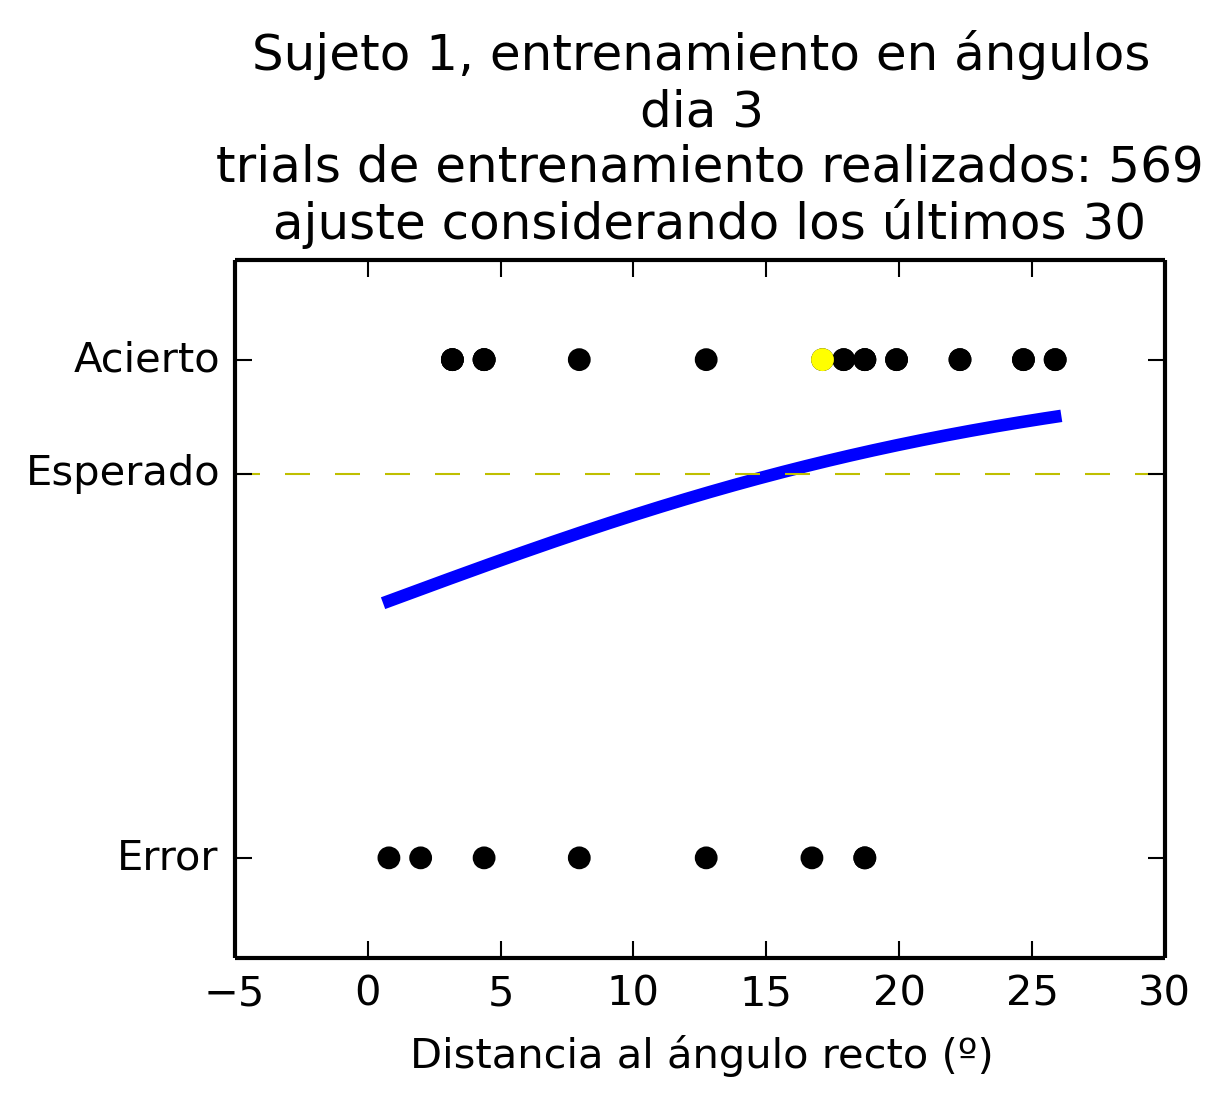 Sujeto 1, entrenamiento en ángulos
dia 3
trials de entrenamiento realizados: 569
ajuste considerando los últimos 30
Acierto
Esperado
Error
−5 0 5 10 15 20 25 30
Distancia al ángulo recto (º)